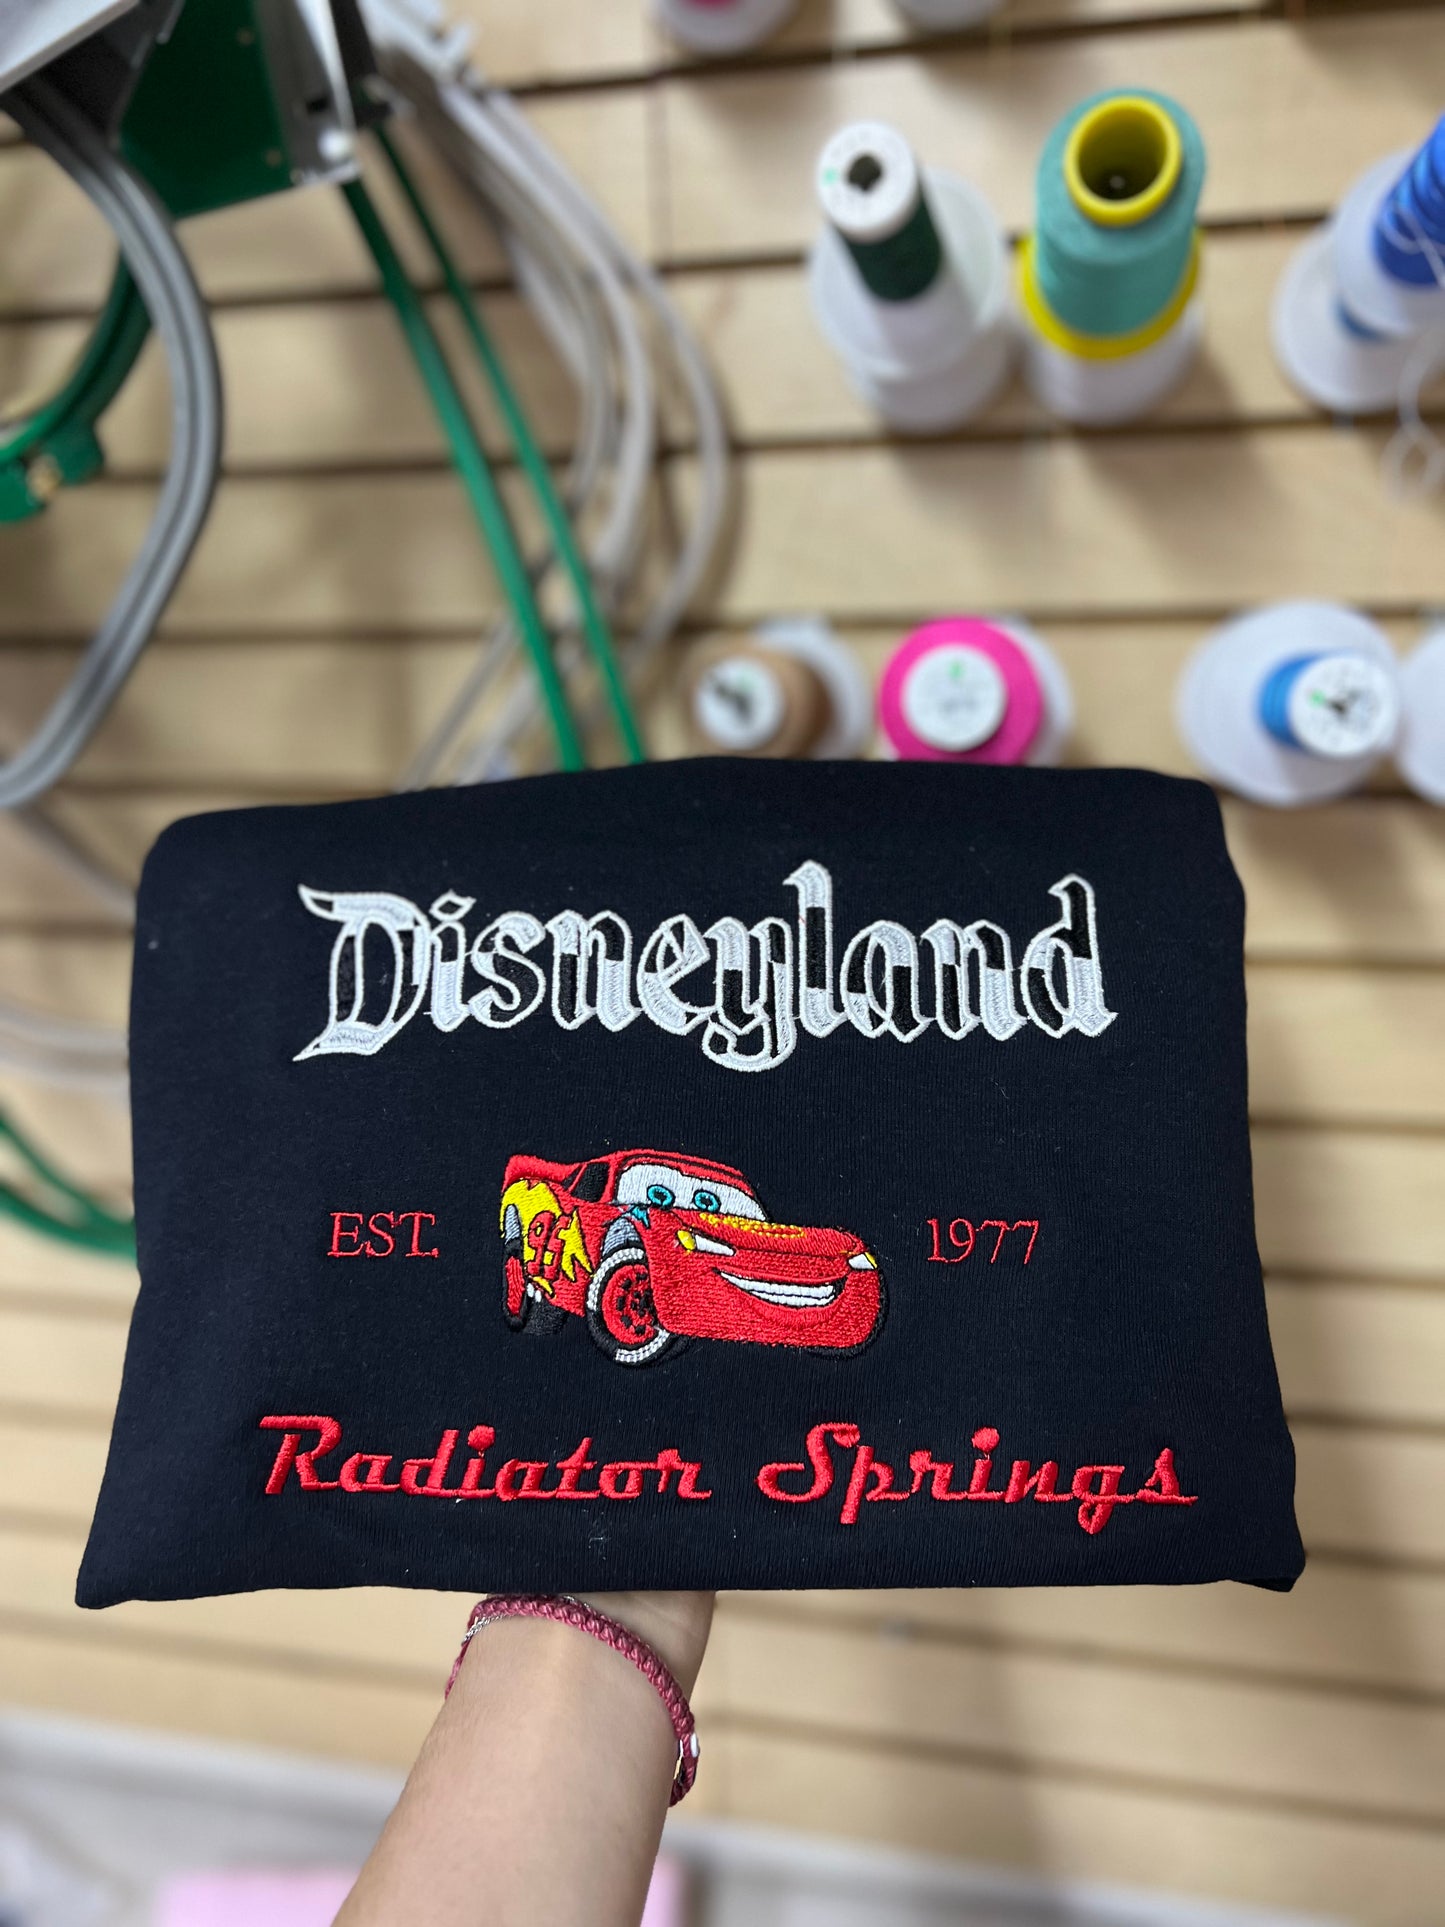 Disneyland
EST. 95 1977
Radiator Springs